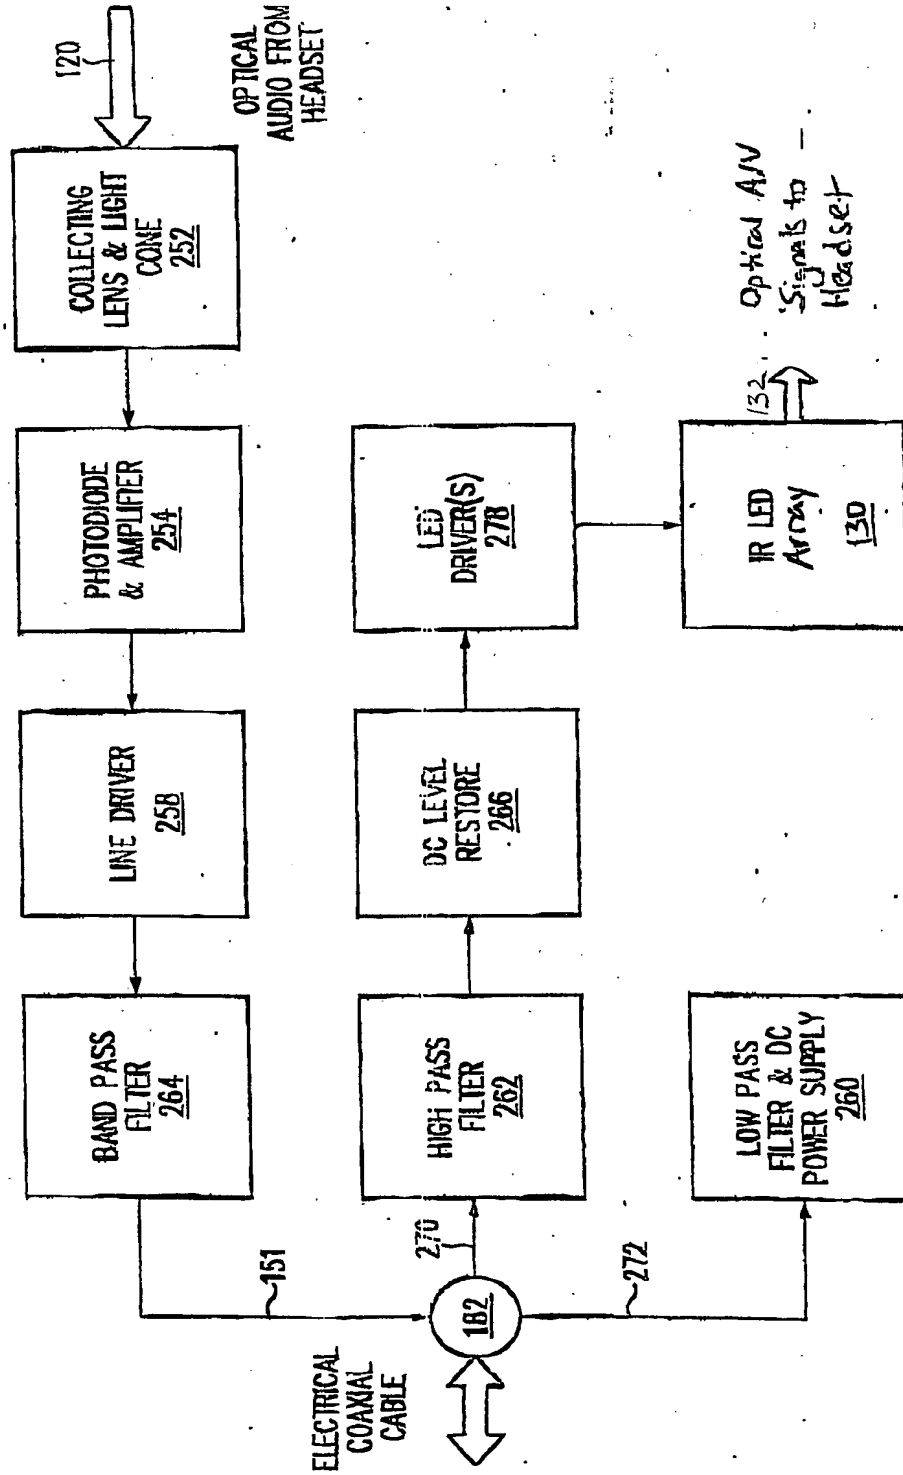 120
OPTICAL
AUDIO FROM
HEADSET
COLLECTING
LENS & LIGHT
CONE
252
PHOTODIODE
& AMPLIFIER
254
LINE DRIVER
258
BAND PASS
FILTER
264
151
ELECTRICAL
COAXIAL
CABLE
182
270
HIGH PASS
FILTER
262
DC LEVEL
RESTORE
266
LED
DRIVER(S)
278
272
LOW PASS
FILTER & DC
POWER SUPPLY
260
IR LED
Array
130
132
Optical A/V
Signals to
Headset